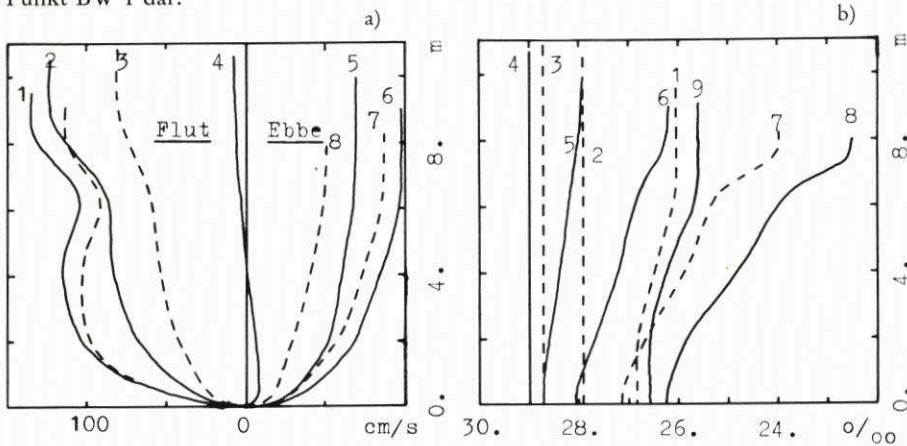 Punkt BW 1 dar.
a)
b)
m
m
1 2 3 4 5 6 7 8
Flut Ebbe
4 3 5 2 6 1 9 7 8
8.
8.
4.
4.
0.
0.
100 0 cm/s
30. 28. 26. 24. o/oo